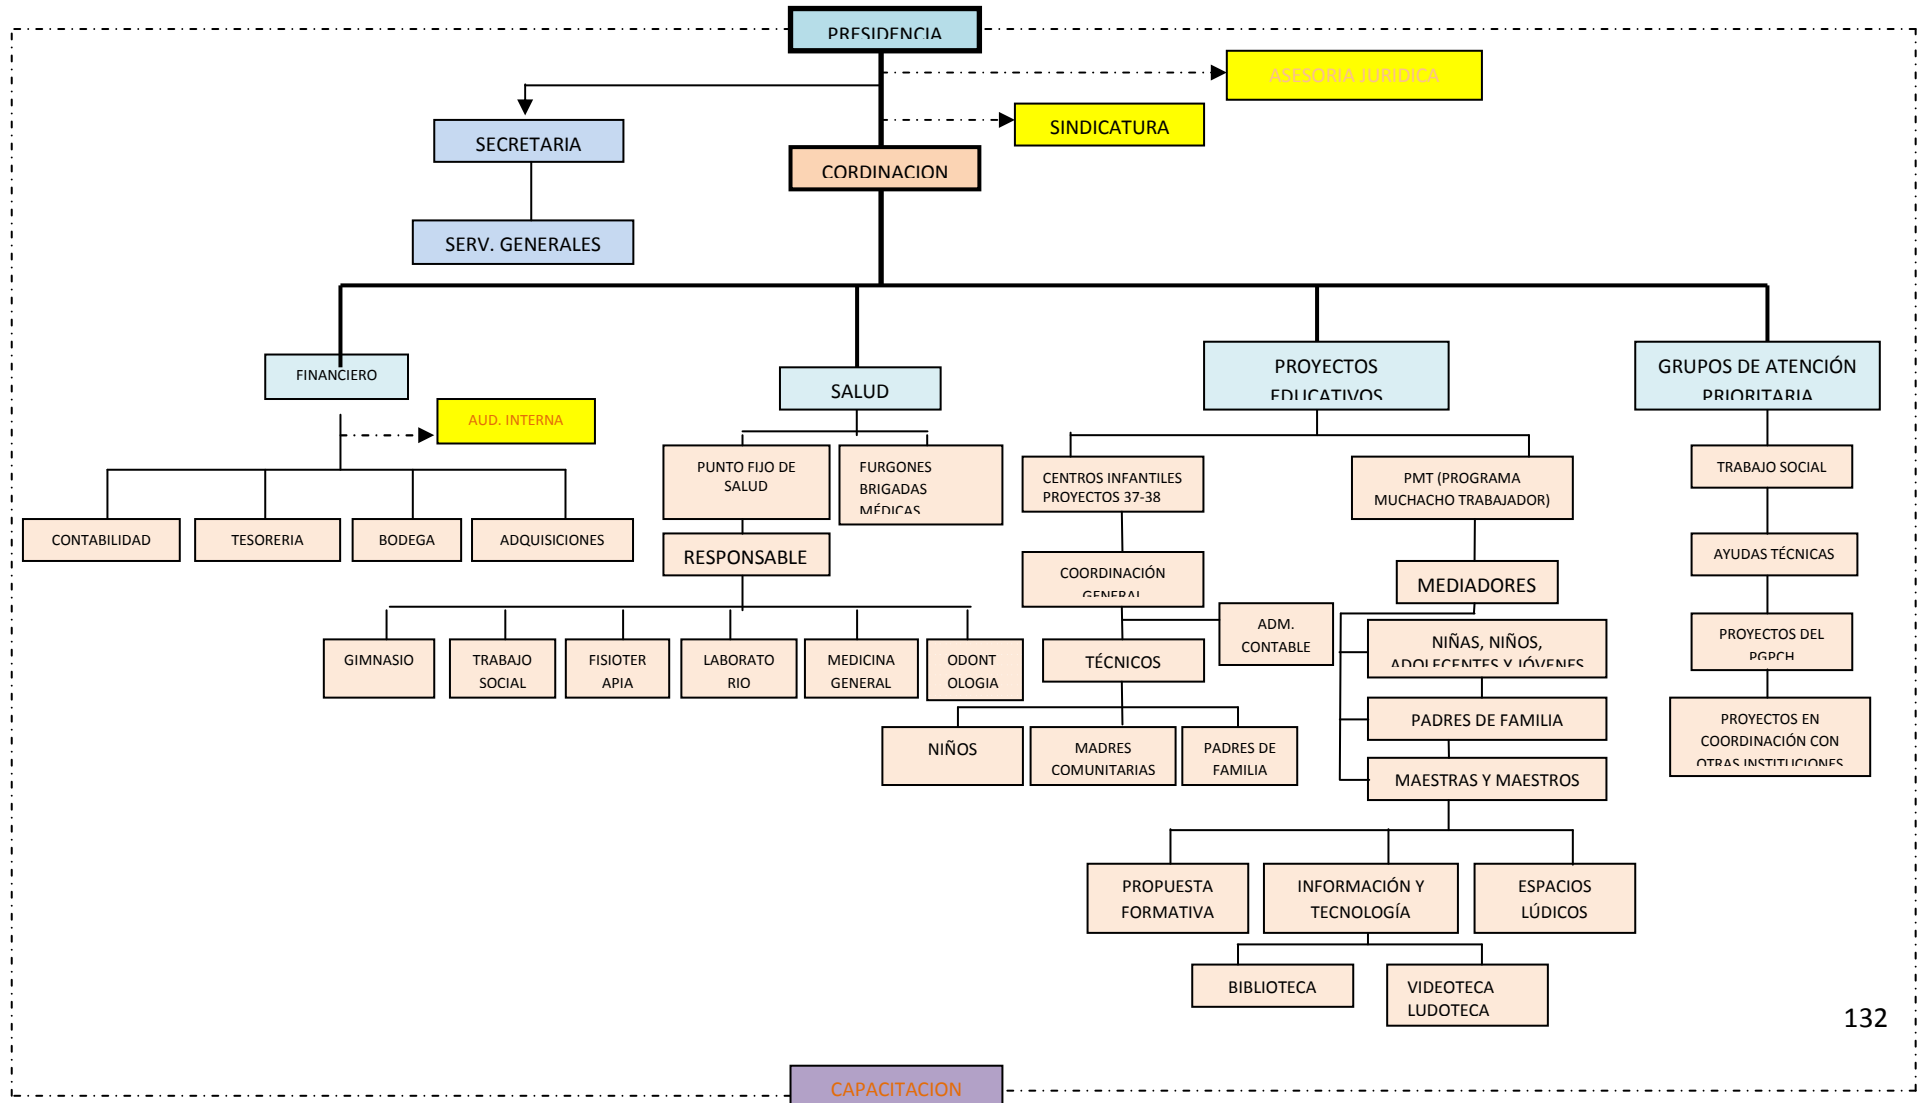 PRESIDENCIA
ASESORIA JURIDICA
SINDICATURA
SECRETARIA
CORDINACION
SERV. GENERALES
FINANCIERO
SALUD
PROYECTOS
EDUCATIVOS
GRUPOS DE ATENCIÓN
PRIORITARIA
AUD. INTERNA
CONTABILIDAD
TESORERIA
BODEGA
ADQUISICIONES
PUNTO FIJO DE
SALUD
FURGONES
BRIGADAS
MÉDICAS
RESPONSABLE
GIMNASIO
TRABAJO
SOCIAL
FISIOTER
APIA
LABORATO
RIO
MEDICINA
GENERAL
ODONT
OLOGIA
CENTROS INFANTILES
PROYECTOS 37-38
COORDINACIÓN
GENERAL
ADM.
CONTABLE
TÉCNICOS
NIÑOS
MADRES
COMUNITARIAS
PADRES DE
FAMILIA
PMT (PROGRAMA
MUCHACHO TRABAJADOR)
MEDIADORES
NIÑAS, NIÑOS,
ADOLECENTES Y JÓVENES
PADRES DE FAMILIA
MAESTRAS Y MAESTROS
PROPUESTA
FORMATIVA
INFORMACIÓN Y
TECNOLOGÍA
ESPACIOS
LÚDICOS
BIBLIOTECA
VIDEOTECA
LUDOTECA
TRABAJO SOCIAL
AYUDAS TÉCNICAS
PROYECTOS DEL
PGPCH
PROYECTOS EN
COORDINACIÓN CON
OTRAS INSTITUCIONES
132
CAPACITACION